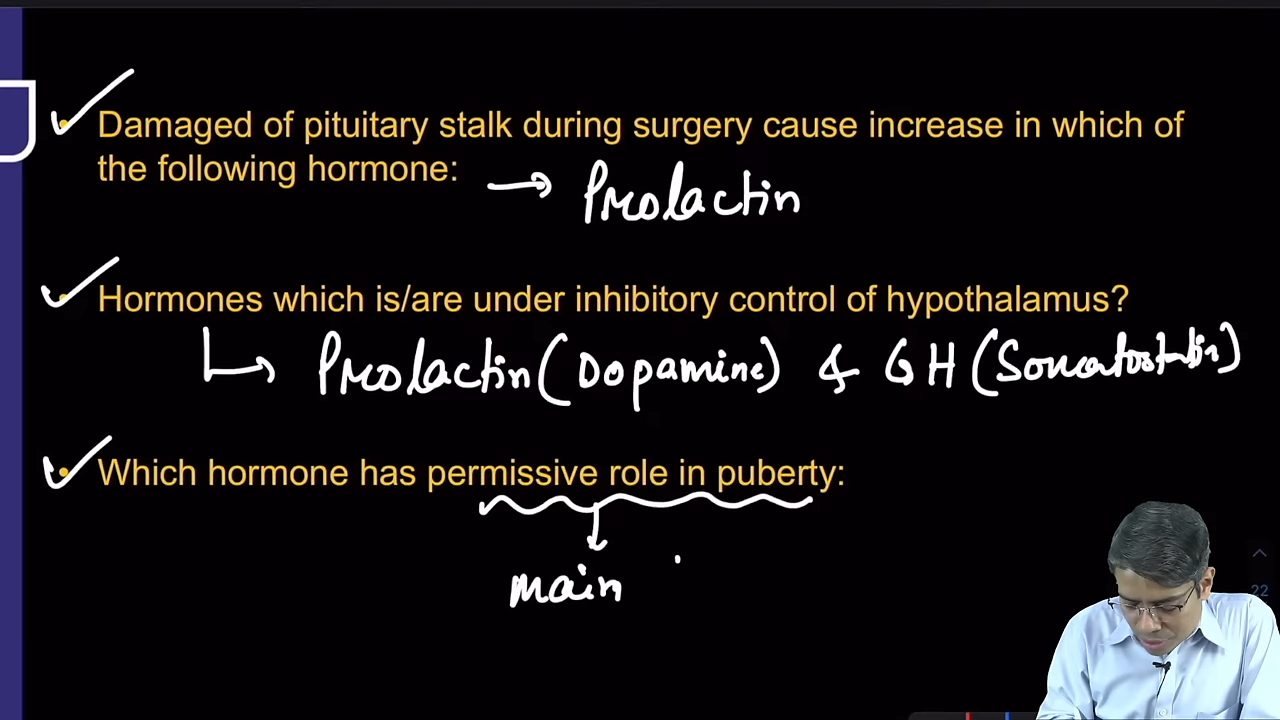 Damaged of pituitary stalk during surgery cause increase in which of
the following hormone: → Prolactin
Hormones which is/are under inhibitory control of hypothalamus?
Prolactin (Dopamine) & GH (Somatostatin)
Which hormone has permissive role in puberty:
main
22